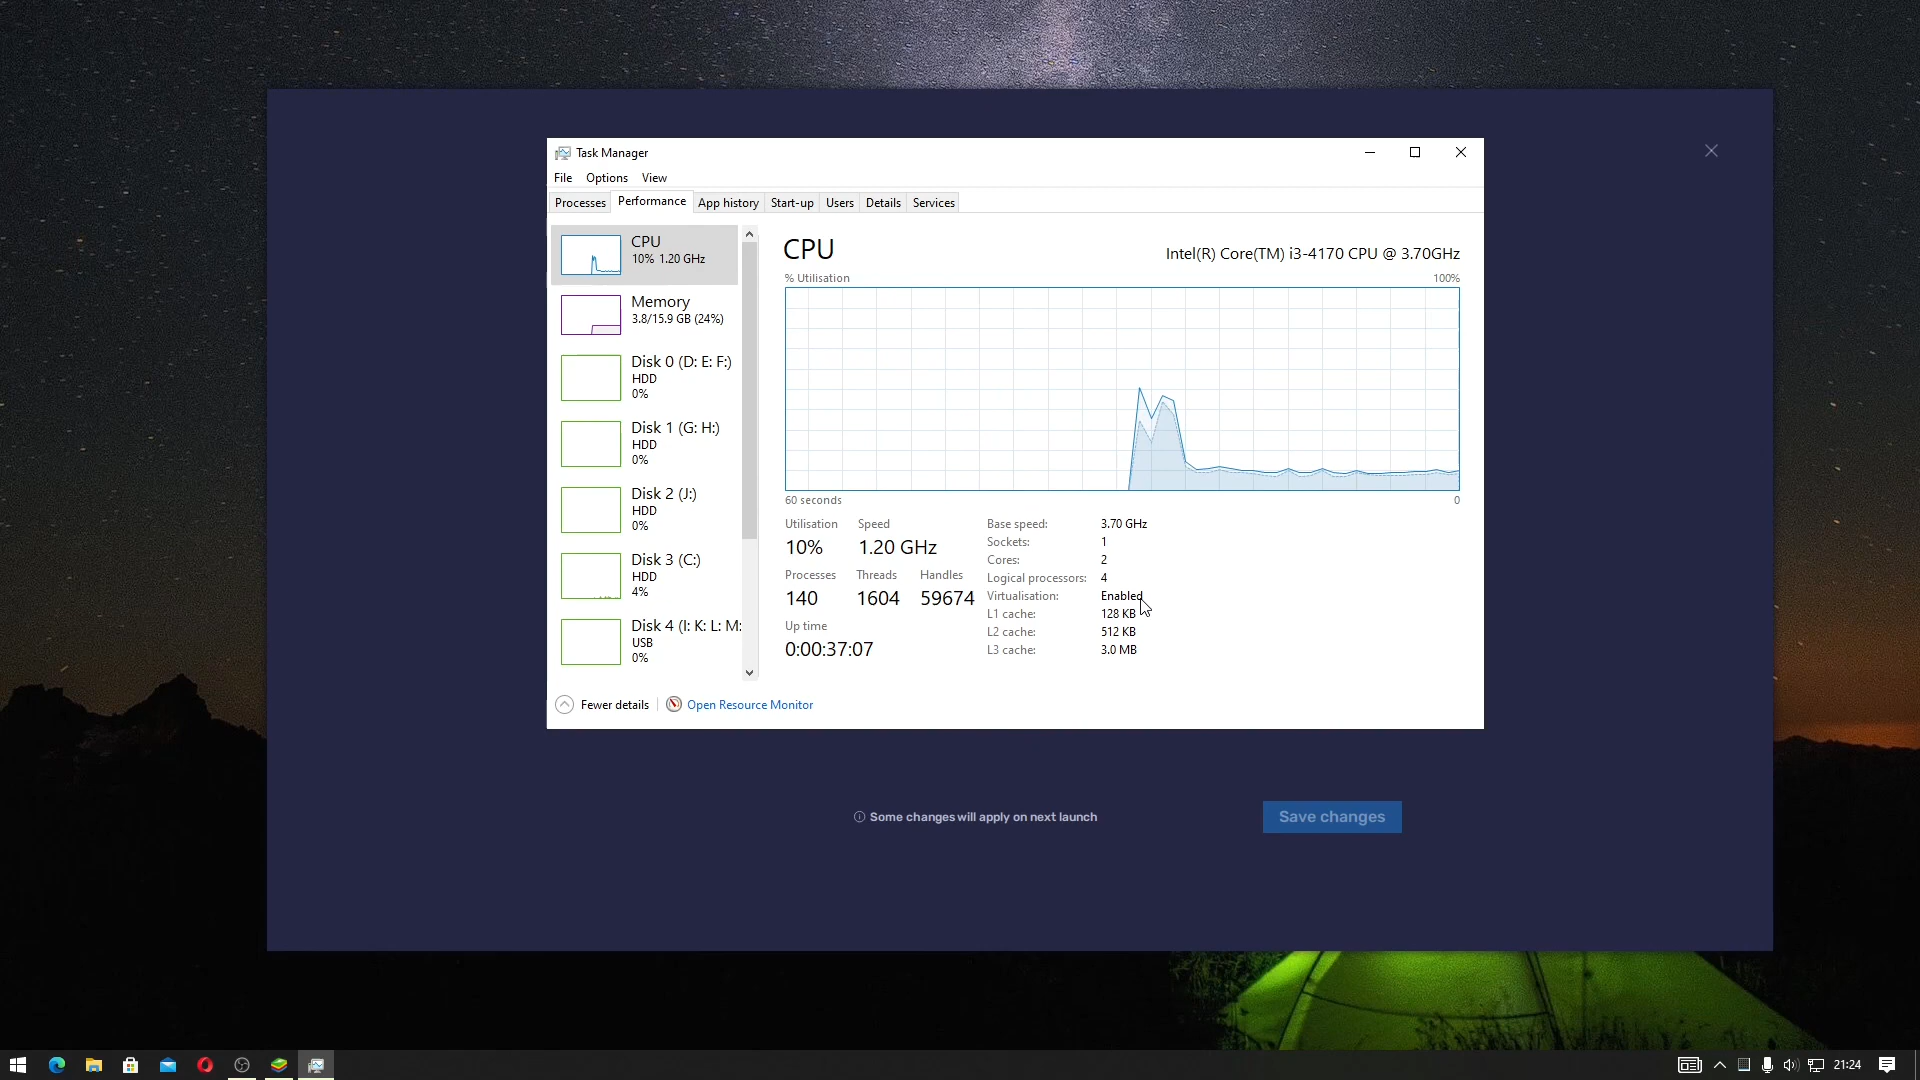 Task Manager
File Options View
Processes Performance App history Start-up Users Details Services
CPU
10% 1.20 GHz
Memory
3.8/15.9 GB (24%)
Disk 0 (D: E: F:)
HDD
0%
Disk 1 (G: H:)
HDD
0%
Disk 2 (J:)
HDD
0%
Disk 3 (C:)
HDD
4%
Disk 4 (I: K: L: M:
USB
0%
CPU
Intel(R) Core(TM) i3-4170 CPU @ 3.70GHz
% Utilisation 100%
60 seconds 0
Utilisation Speed
10% 1.20 GHz
Processes Threads Handles
140 1604 59674
Up time
0:00:37:07
Base speed: 3.70 GHz
Sockets: 1
Cores: 2
Logical processors: 4
Virtualisation: Enabled
L1 cache: 128 KB
L2 cache: 512 KB
L3 cache: 3.0 MB
Fewer details Open Resource Monitor
Some changes will apply on next launch
Save changes
21:24